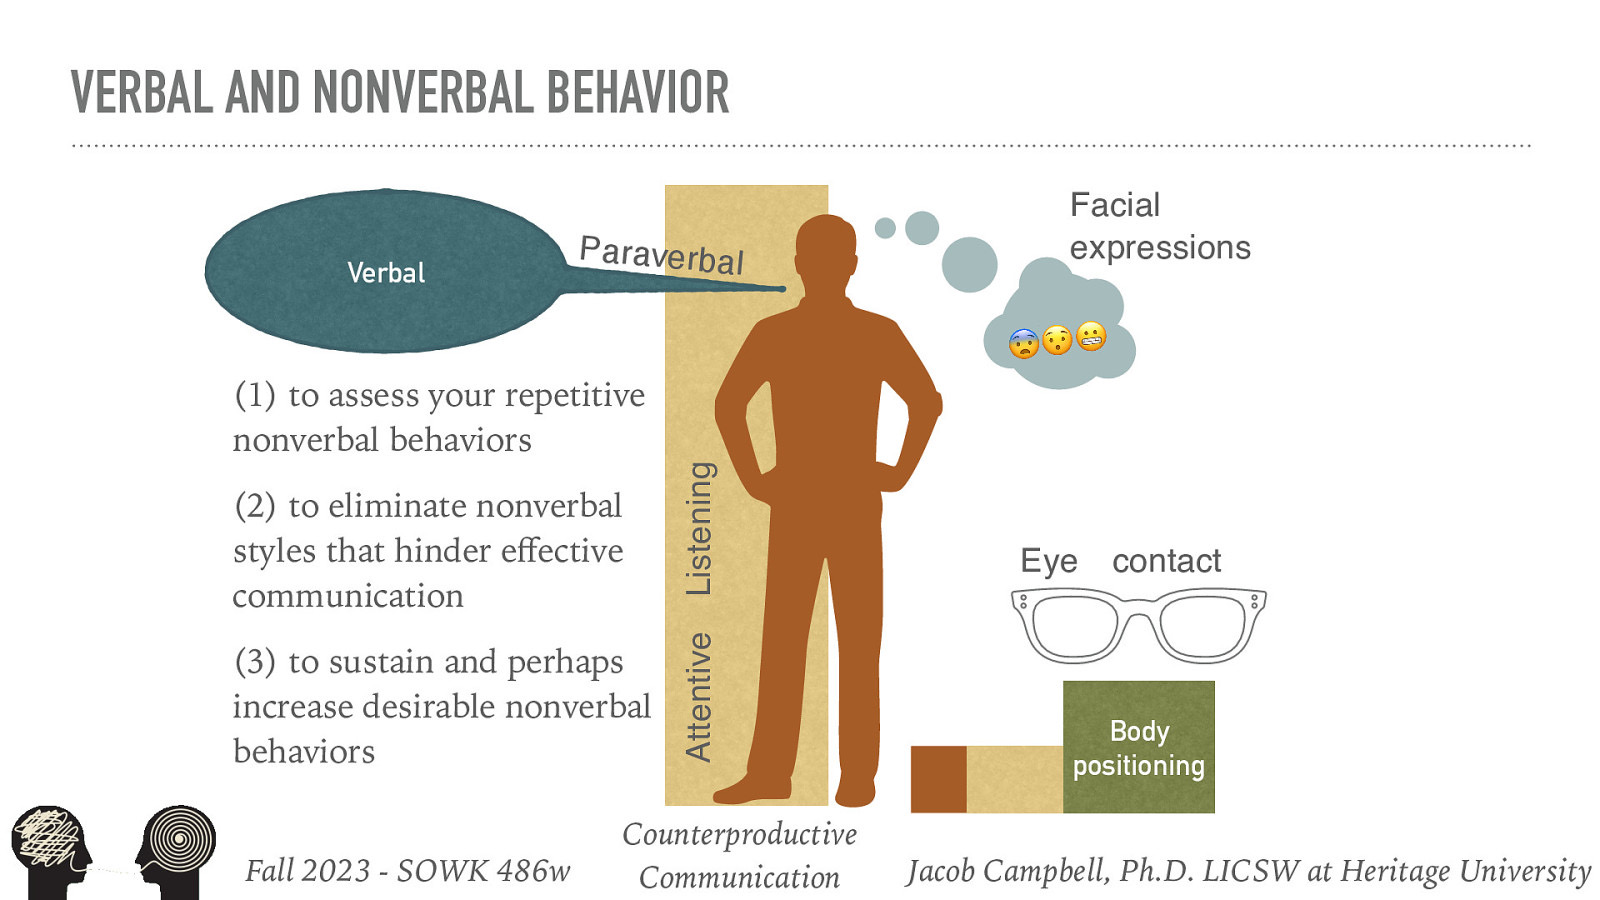 VERBAL AND NONVERBAL BEHAVIOR
Verbal
Paraverbal
Facial
expressions
(1) to assess your repetitive
nonverbal behaviors
(2) to eliminate nonverbal
styles that hinder effective
communication
(3) to sustain and perhaps
increase desirable nonverbal
behaviors
Attentive Listening
Eye contact
Body
positioning
Fall 2023 - SOWK 486w
Counterproductive
Communication
Jacob Campbell, Ph.D. LICSW at Heritage University